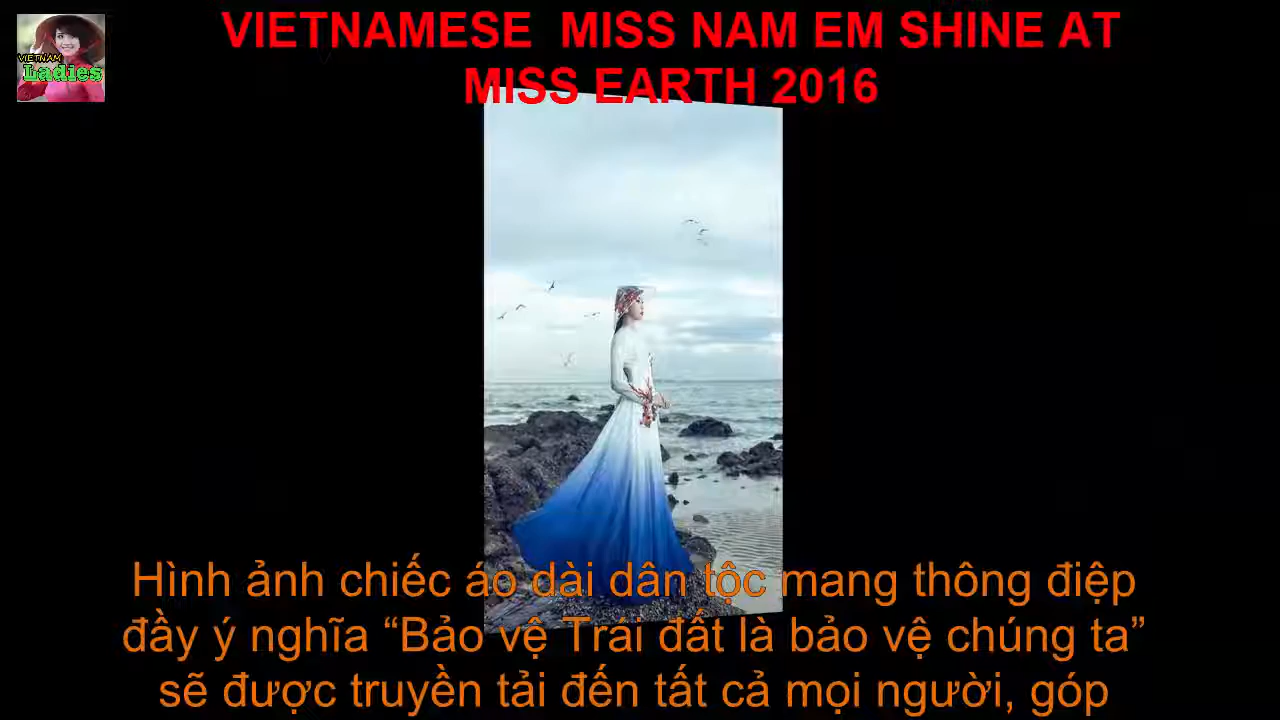 VIETNAM
Ladies
VIETNAMESE MISS NAM EM SHINE AT
MISS EARTH 2016
Hình ảnh chiếc áo dài dân tộc mang thông điệp
đầy ý nghĩa “Bảo vệ Trái đất là bảo vệ chúng ta”
sẽ được truyền tải đến tất cả mọi người, góp